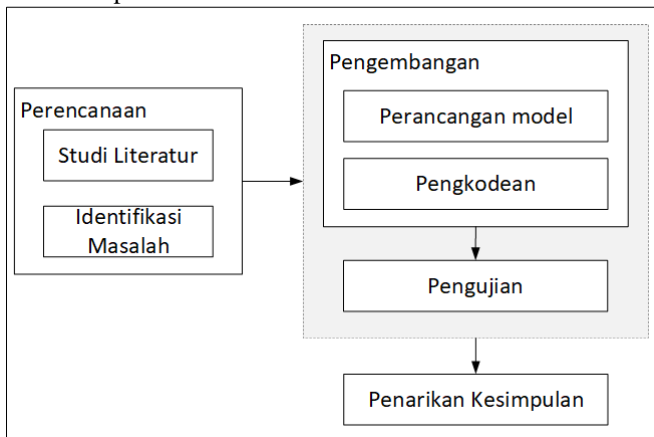 Perencanaan
Studi Literatur
Identifikasi
Masalah
Pengembangan
Perancangan model
Pengkodean
Pengujian
Penarikan Kesimpulan